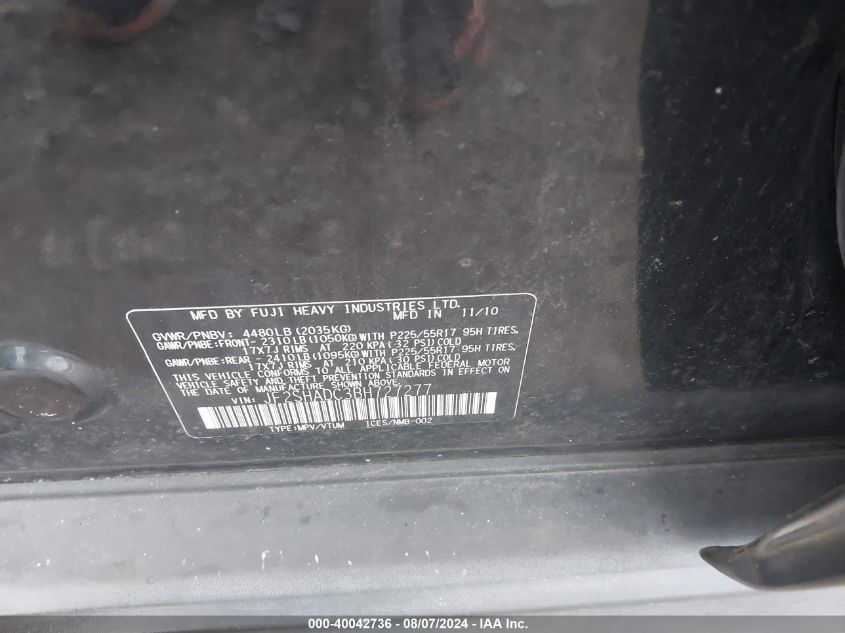 MFD BY FUJI HEAVY INDUSTRIES LTD.
MFD IN 11/10
GVWR/PNBV: 4480LB (2035KG)
GAWR/PNBE:FRONT- 2310LB (1050KG)WITH P225/55R17 95H TIRES.
17X7J RIMS AT 220 KPA( 32 PSI)COLD
GAWR/PNBE:REAR - 2410LB (1095KG)WITH P225/55R17 95H TIRES.
17X7J RIMS AT 210 KPA( 30 PSI)COLD
THIS VEHICLE CONFORMS TO ALL APPLICABLE FEDERAL MOTOR
VEHICLE SAFETY AND THEFT PREVENTION STANDARDS IN EFFECT
ON THE DATE OF MANUFACTURE SHOWN ABOVE.
VIN: JF2SHADC3BH727277
TYPE:MPV/VTUM ICES/NMB-002
000-40042736 - 08/07/2024 - IAA Inc.